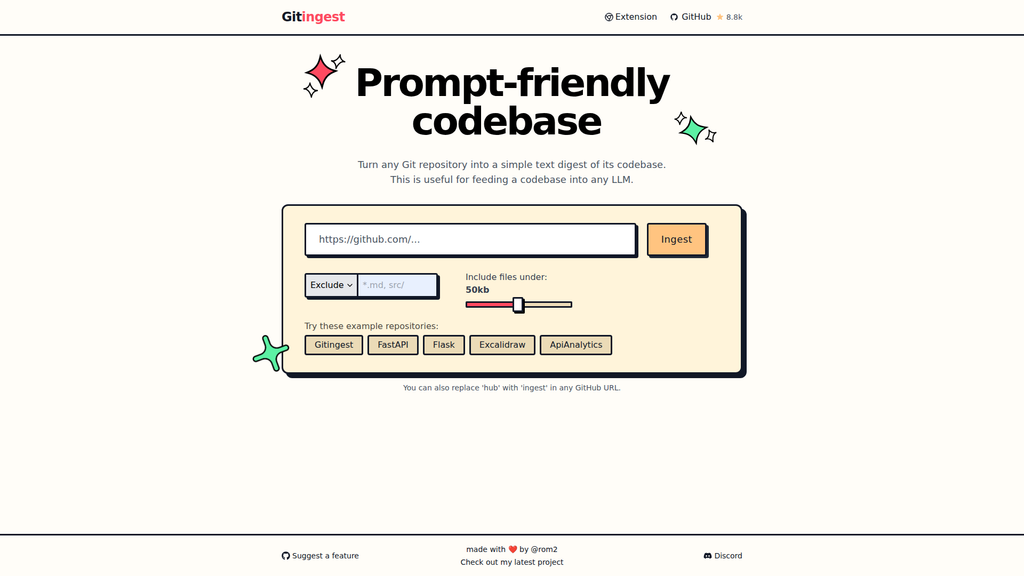 Gitingest
Extension
GitHub
8.8k
Prompt-friendly
codebase
Turn any Git repository into a simple text digest of its codebase.
This is useful for feeding a codebase into any LLM.
https://github.com/...
Ingest
Exclude
*.md, src/
Include files under:
50kb
Try these example repositories:
Gitingest
FastAPI
Flask
Excalidraw
ApiAnalytics
You can also replace 'hub' with 'ingest' in any GitHub URL.
Suggest a feature
made with ❤️ by @rom2
Check out my latest project
Discord